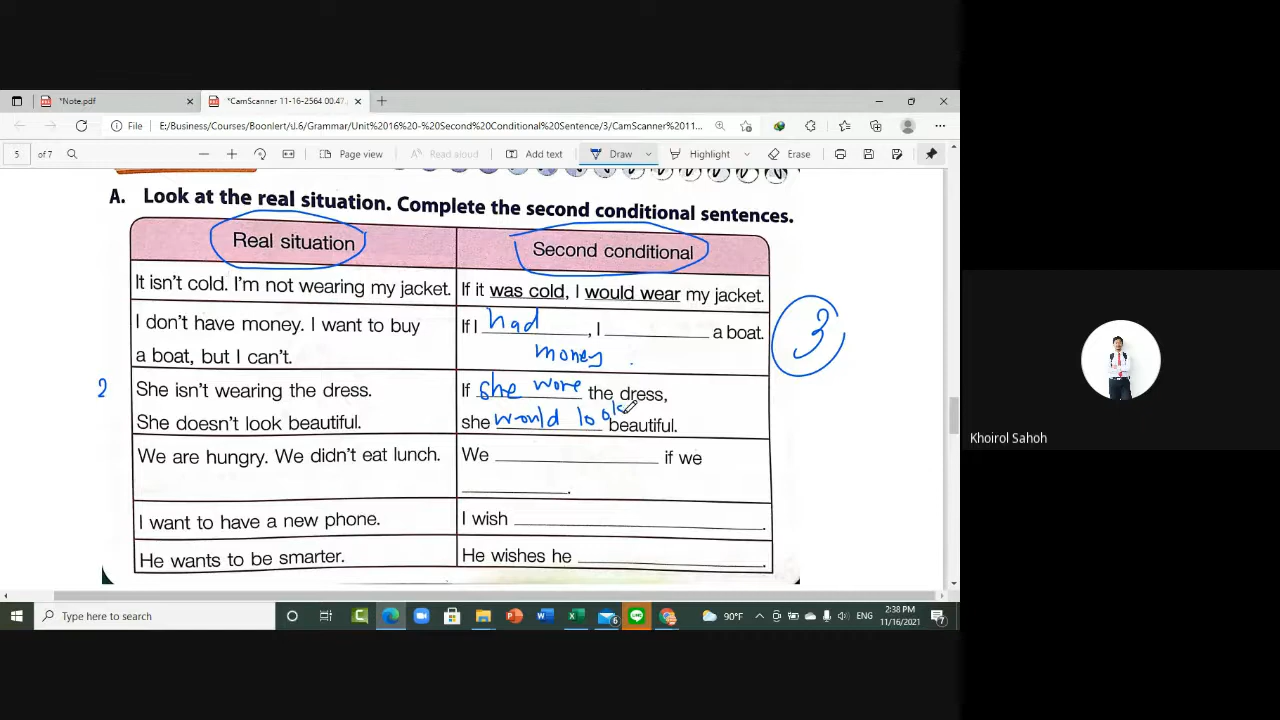 *Note.pdf
*CamScanner 11-16-2564 00.47
File
E:/Business/Courses/Boonlert/ป.6/Grammar/Unit%2016%20-%20Second%20Conditional%20Sentence/3/CamScanner%2011...
5 of 7
Page view
Read aloud
Add text
Draw
Highlight
Erase
A. Look at the real situation. Complete the second conditional sentences.
Real situation
Second conditional
It isn't cold. I'm not wearing my jacket.
If it was cold, I would wear my jacket.
3
I don't have money. I want to buy
a boat, but I can't.
If I had , I a boat.
money
2
She isn't wearing the dress.
She doesn't look beautiful.
If she wore the dress,
she would look beautiful.
We are hungry. We didn't eat lunch.
We if we
.
I want to have a new phone.
I wish .
He wants to be smarter.
He wishes he .
Khoirol Sahoh
Type here to search
6
90°F
ENG
2:38 PM
11/16/2021
7